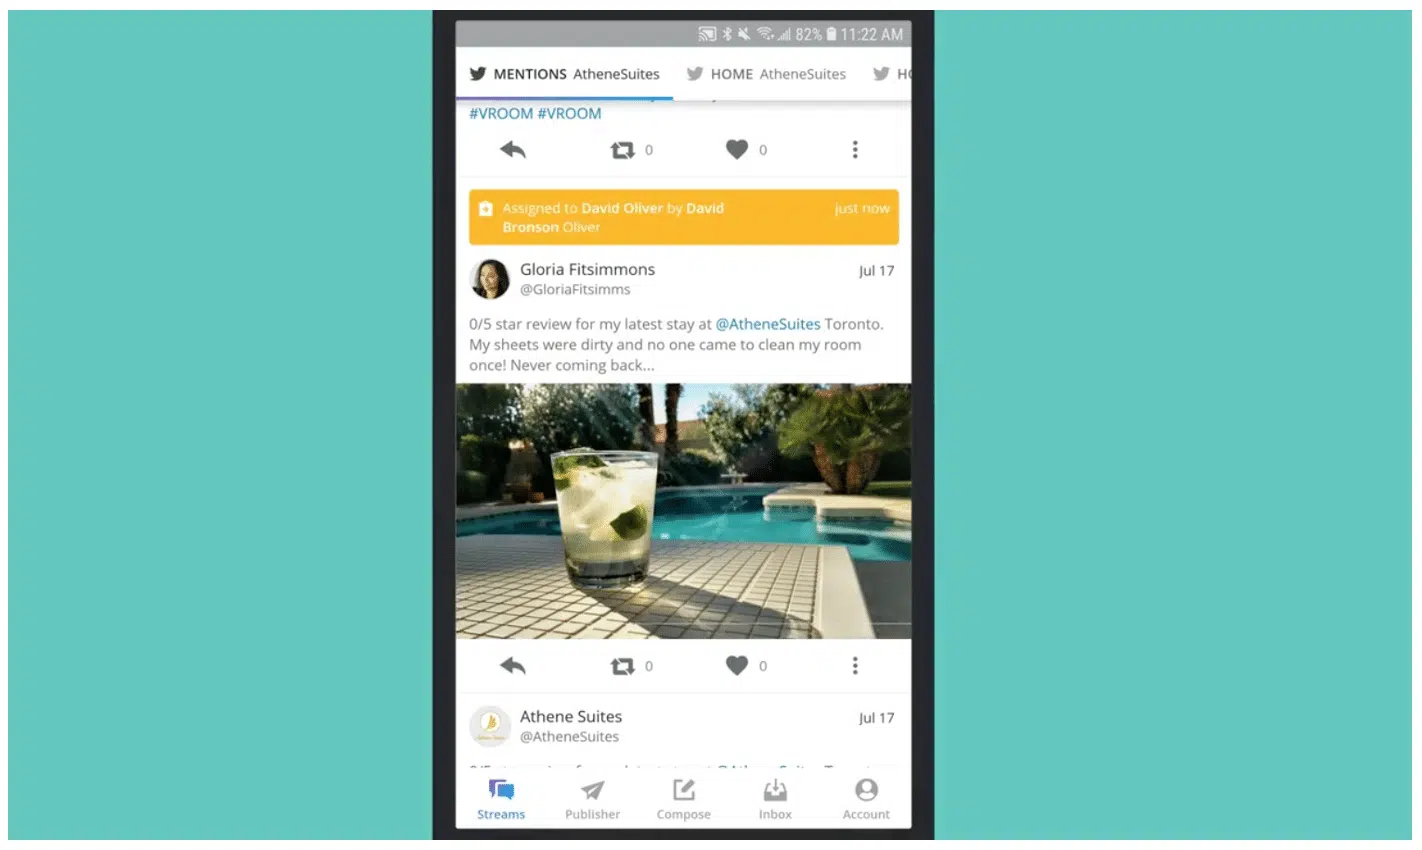 82% 11:22 AM
MENTIONS AtheneSuites HOME AtheneSuites
#VROOM #VROOM
0 0
Assigned to David Oliver by David just now
Bronson Oliver
Gloria Fitsimmons Jul 17
@GloriaFitsimms
0/5 star review for my latest stay at @AtheneSuites Toronto.
My sheets were dirty and no one came to clean my room
once! Never coming back...
0 0
Athene Suites Jul 17
@AtheneSuites
Streams Publisher Compose Inbox Account